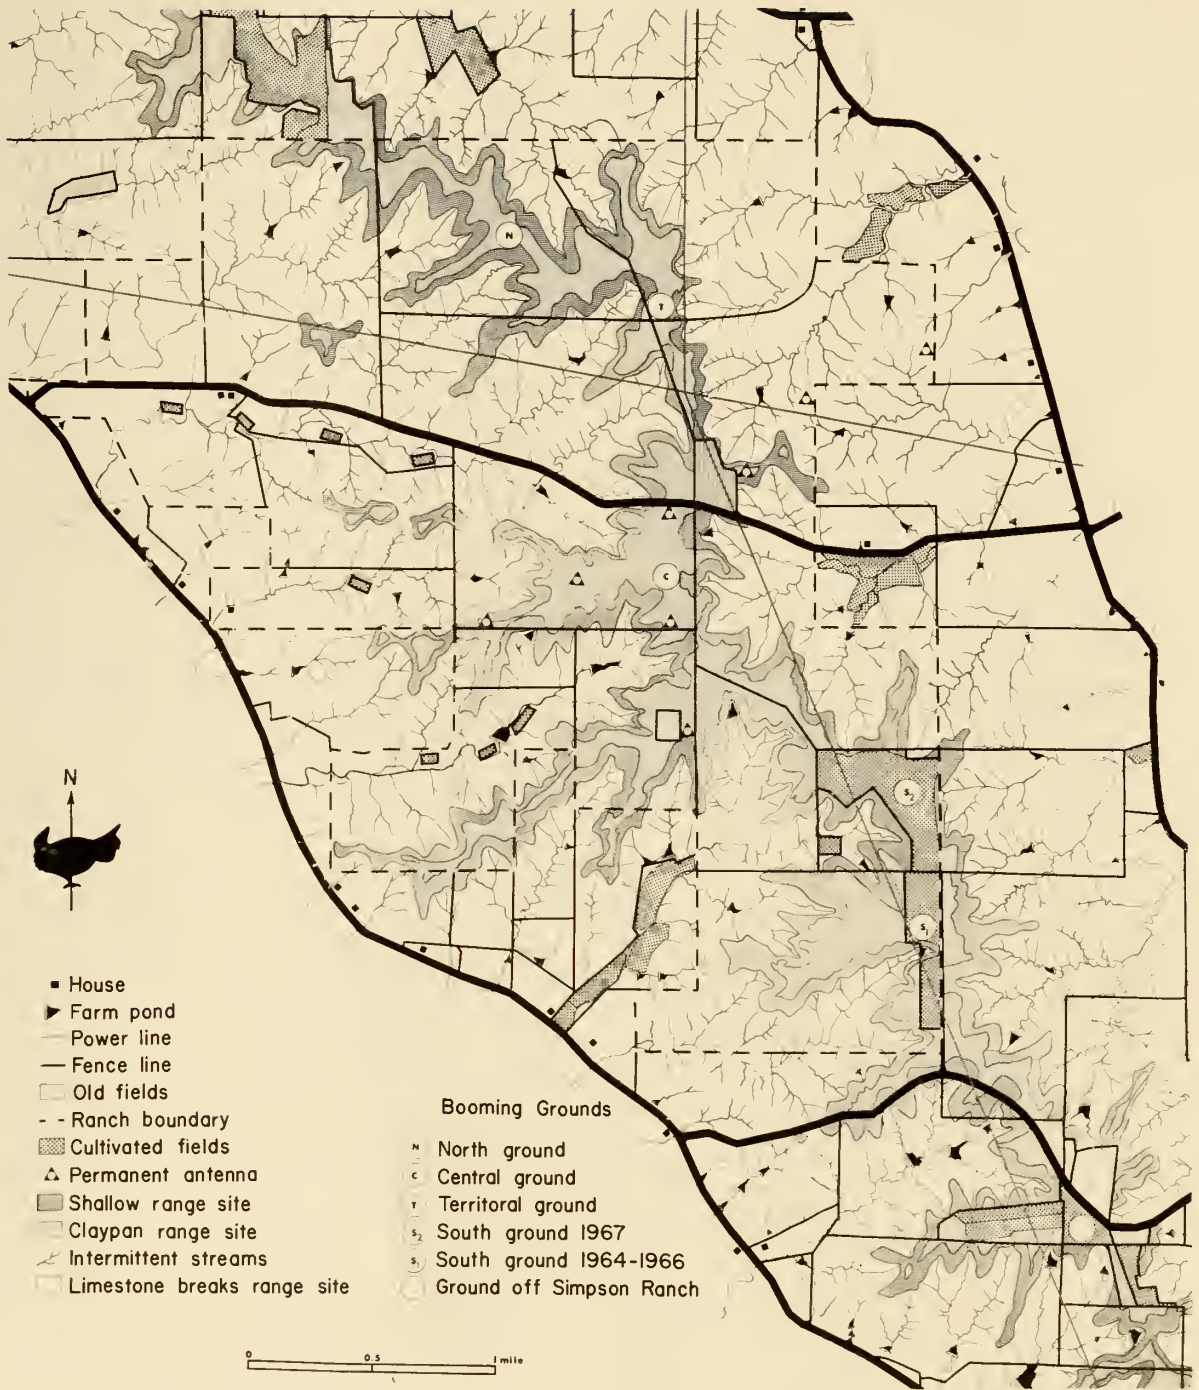 N
T
C
S2
S1
N
House
Farm pond
Power line
Fence line
Old fields
Ranch boundary
Cultivated fields
Permanent antenna
Shallow range site
Claypan range site
Intermittent streams
Limestone breaks range site
Booming Grounds
N North ground
C Central ground
T Territoral ground
S2 South ground 1967
S1 South ground 1964-1966
Ground off Simpson Ranch
0 0.5 1 mile